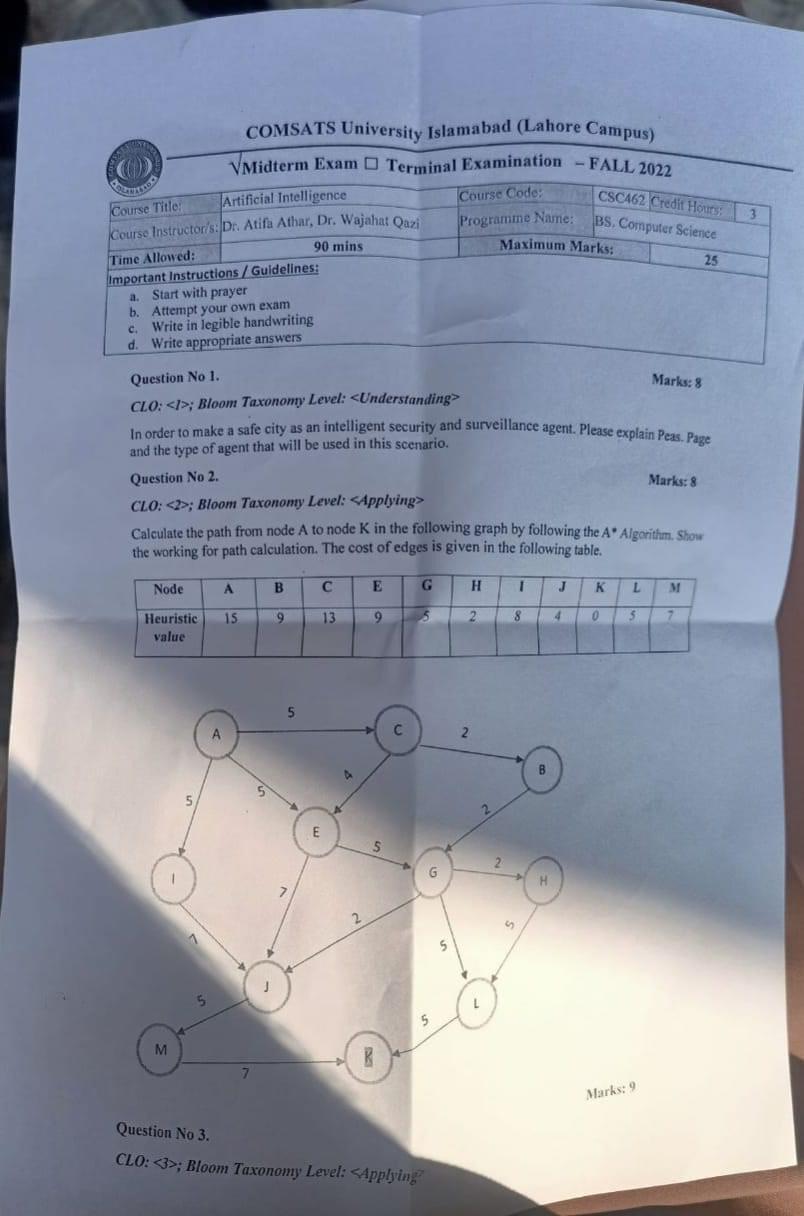 COMSATS University Islamabad (Lahore Campus)
√Midterm Exam ☐ Terminal Examination – FALL 2022
Course Title: Artificial Intelligence Course Code: CSC462 Credit Hours: 3
Course Instructor/s: Dr. Atifa Athar, Dr. Wajahat Qazi Programme Name: BS. Computer Science
Time Allowed: 90 mins Maximum Marks: 25
Important Instructions / Guidelines:
a. Start with prayer
b. Attempt your own exam
c. Write in legible handwriting
d. Write appropriate answers
Question No 1. Marks: 8
CLO: <1>; Bloom Taxonomy Level: <Understanding>
In order to make a safe city as an intelligent security and surveillance agent. Please explain Peas. Page
and the type of agent that will be used in this scenario.
Question No 2. Marks: 8
CLO: <2>; Bloom Taxonomy Level: <Applying>
Calculate the path from node A to node K in the following graph by following the A* Algorithm. Show
the working for path calculation. The cost of edges is given in the following table.
Node A B C E G H I J K L M
Heuristic value 15 9 13 9 5 2 8 4 0 5 7
5
A
C
2
B
5
5
4
2
E
5
G
2
H
I
7
2
5
5
7
J
L
5
5
M
K
7
Marks: 9
Question No 3.
CLO: <3>; Bloom Taxonomy Level: <Applying>